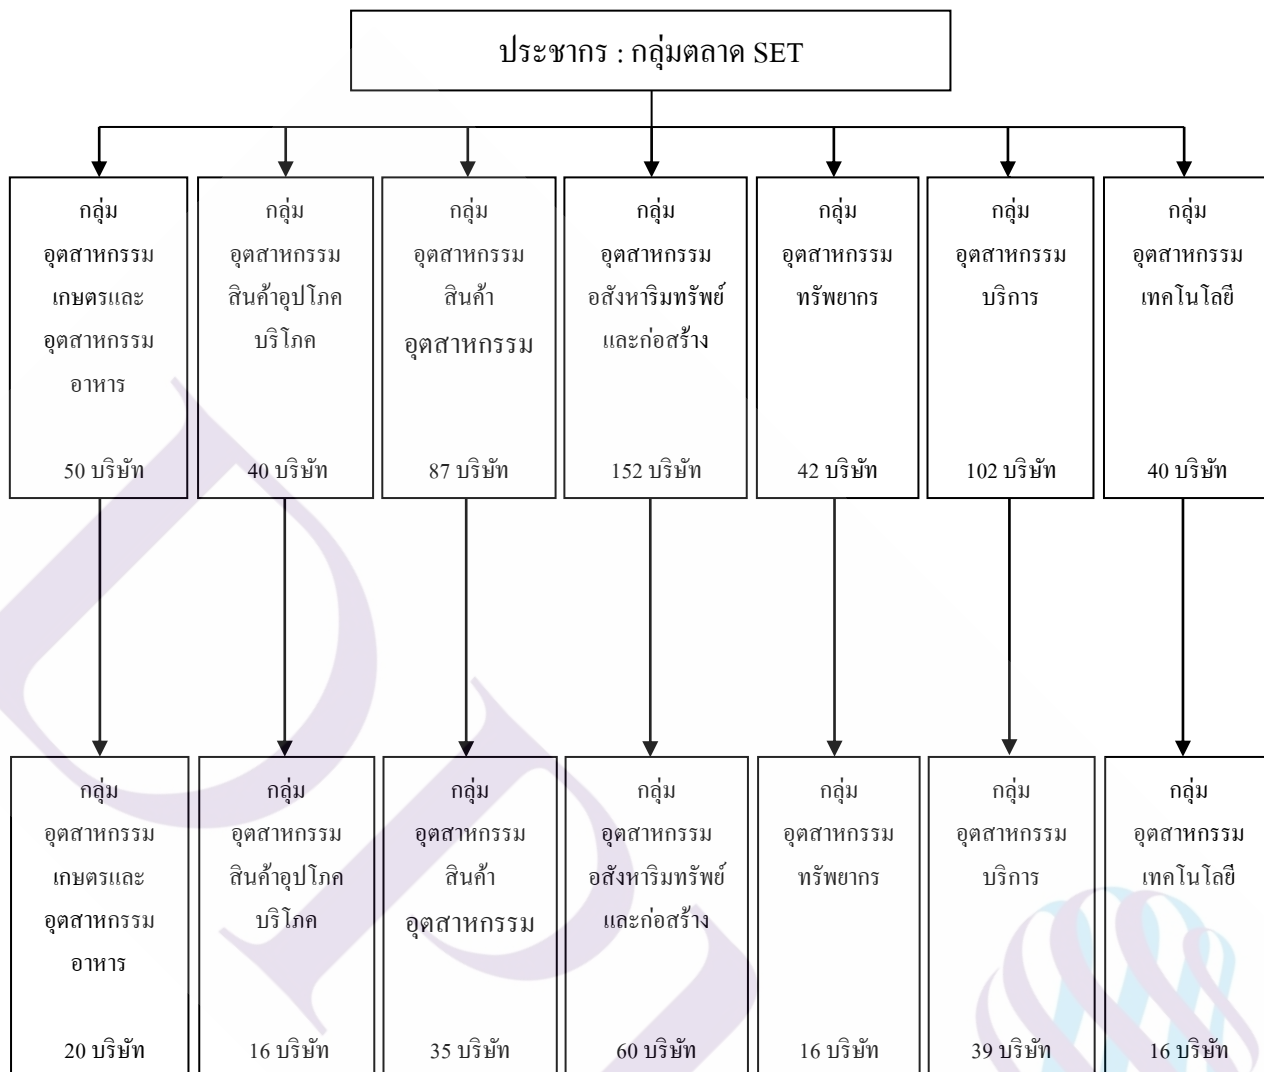 ประชากร : กลุ่มตลาด SET
กลุ่ม
อุตสาหกรรม
เกษตรและ
อุตสาหกรรม
อาหาร
50 บริษัท
กลุ่ม
อุตสาหกรรม
สินค้าอุปโภค
บริโภค
40 บริษัท
กลุ่ม
อุตสาหกรรม
สินค้า
อุตสาหกรรม
87 บริษัท
กลุ่ม
อุตสาหกรรม
อสังหาริมทรัพย์
และก่อสร้าง
152 บริษัท
กลุ่ม
อุตสาหกรรม
ทรัพยากร
42 บริษัท
กลุ่ม
อุตสาหกรรม
บริการ
102 บริษัท
กลุ่ม
อุตสาหกรรม
เทคโนโลยี
40 บริษัท
กลุ่ม
อุตสาหกรรม
เกษตรและ
อุตสาหกรรม
อาหาร
20 บริษัท
กลุ่ม
อุตสาหกรรม
สินค้าอุปโภค
บริโภค
16 บริษัท
กลุ่ม
อุตสาหกรรม
สินค้า
อุตสาหกรรม
35 บริษัท
กลุ่ม
อุตสาหกรรม
อสังหาริมทรัพย์
และก่อสร้าง
60 บริษัท
กลุ่ม
อุตสาหกรรม
ทรัพยากร
16 บริษัท
กลุ่ม
อุตสาหกรรม
บริการ
39 บริษัท
กลุ่ม
อุตสาหกรรม
เทคโนโลยี
16 บริษัท